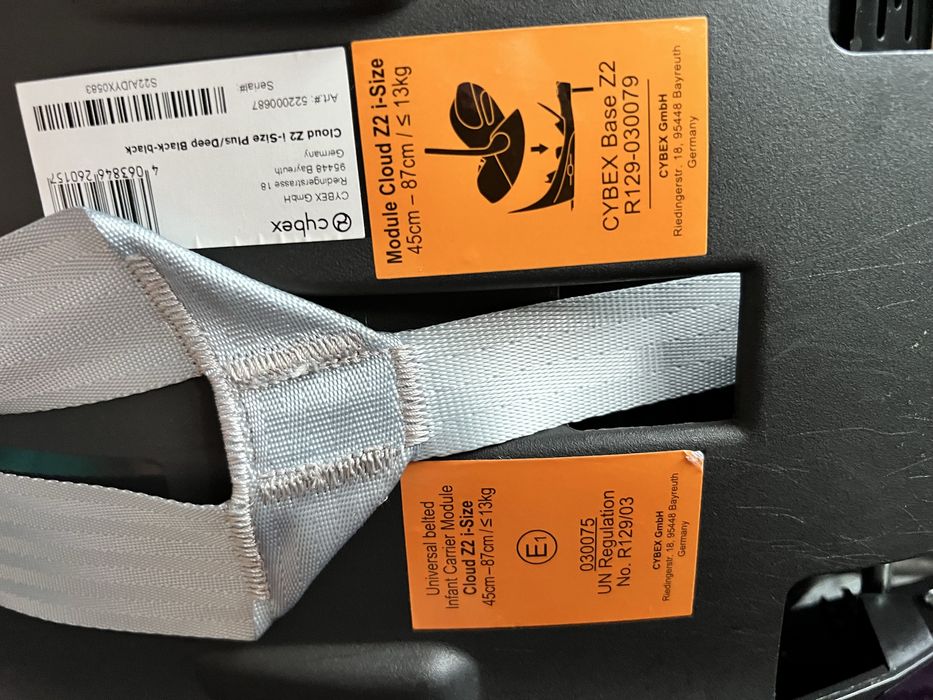 cybex
CYBEX GmbH
Riedingerstrasse 18
95448 Bayreuth
Germany
Cloud Z2 i-Size Plus/Deep Black-black
Art.#: 522000687
Serial#:
S22AJDYX0583
4 063846 260157
Module Cloud Z2 i-Size
45cm – 87cm / ≤ 13kg
CYBEX Base Z2
R129-030079
CYBEX GmbH
Riedingerstr. 18, 95448 Bayreuth
Germany
Universal belted
Infant Carrier Module
Cloud Z2 i-Size
45cm–87cm / ≤ 13kg
E1
030075
UN Regulation
No. R129/03
CYBEX GmbH
Riedingerstr. 18, 95448 Bayreuth
Germany